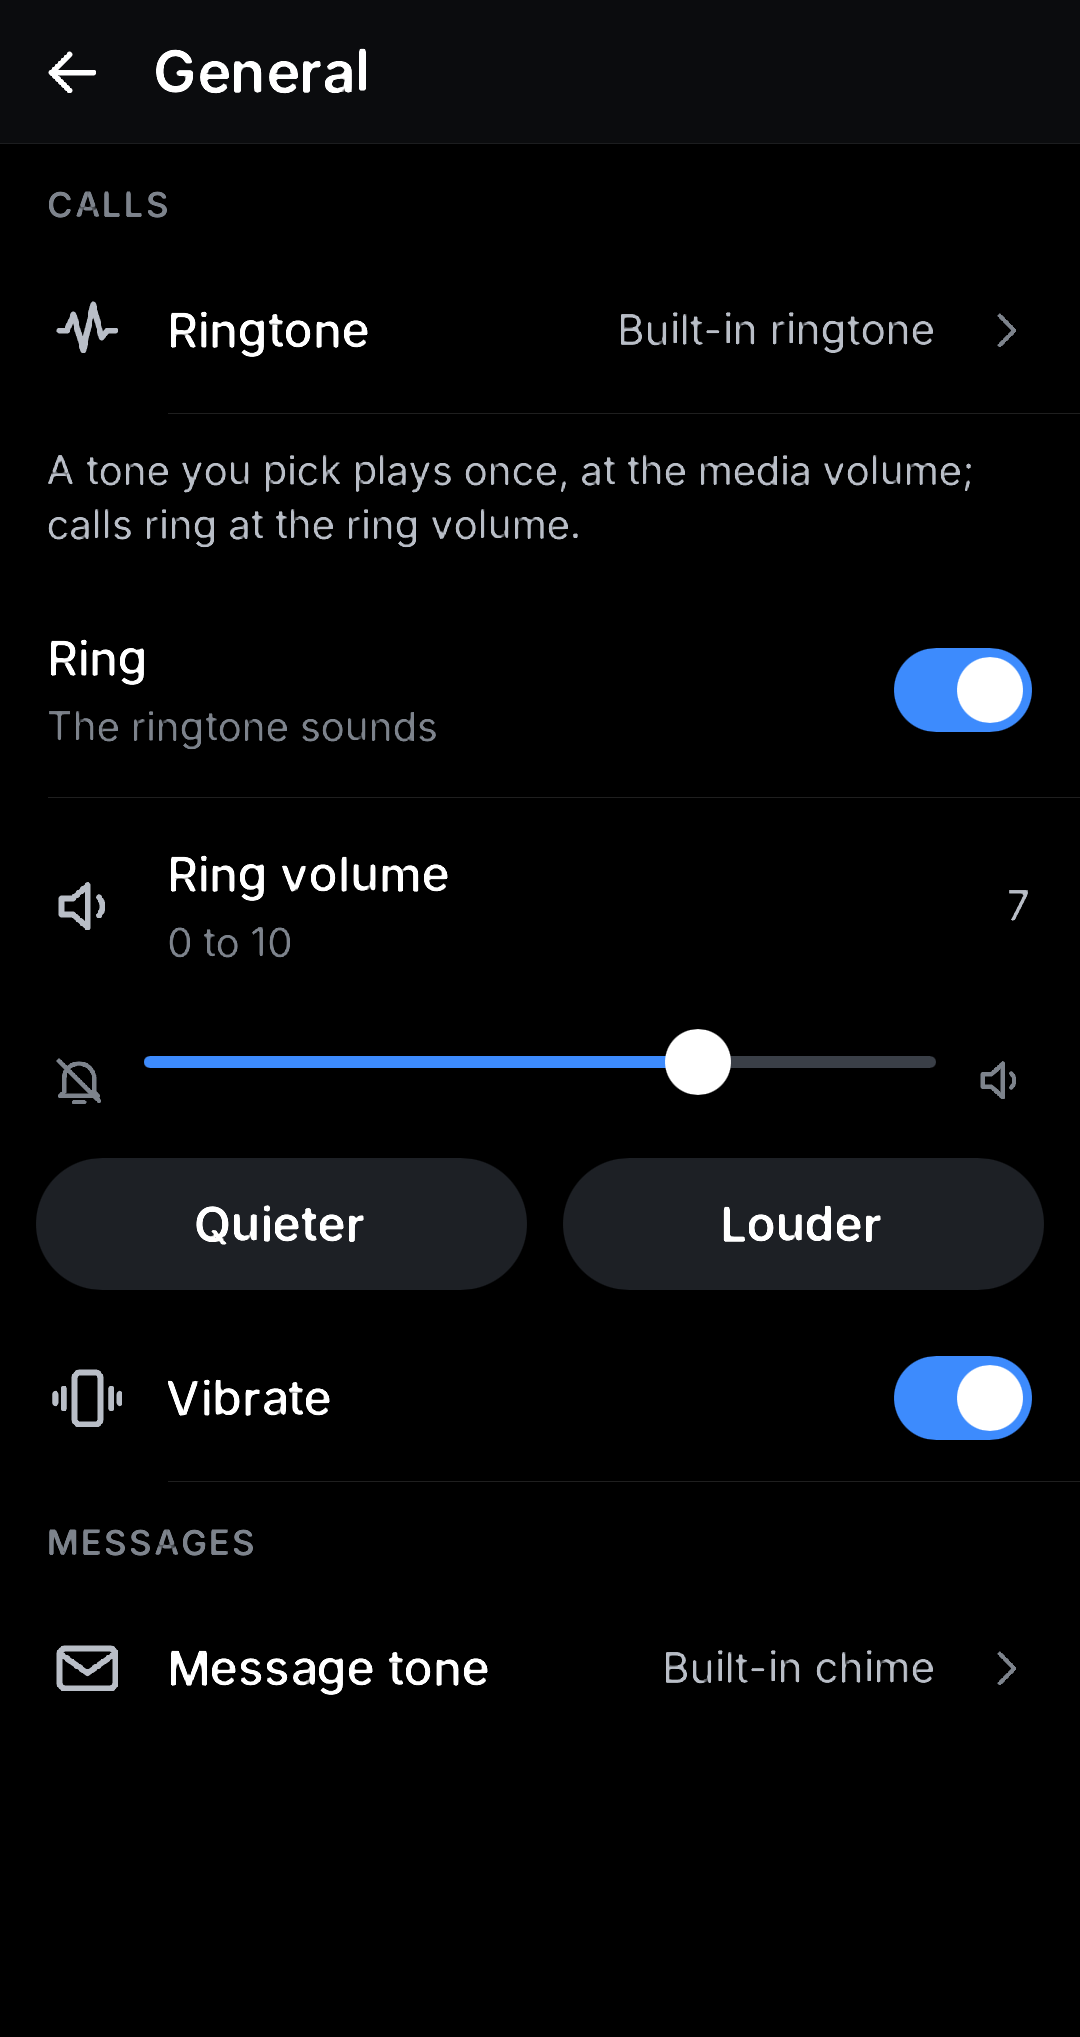 General
CALLS
Ringtone
Built-in ringtone
A tone you pick plays once, at the media volume;
calls ring at the ring volume.
Ring
The ringtone sounds
Ring volume
0 to 10
7
Quieter
Louder
Vibrate
MESSAGES
Message tone
Built-in chime